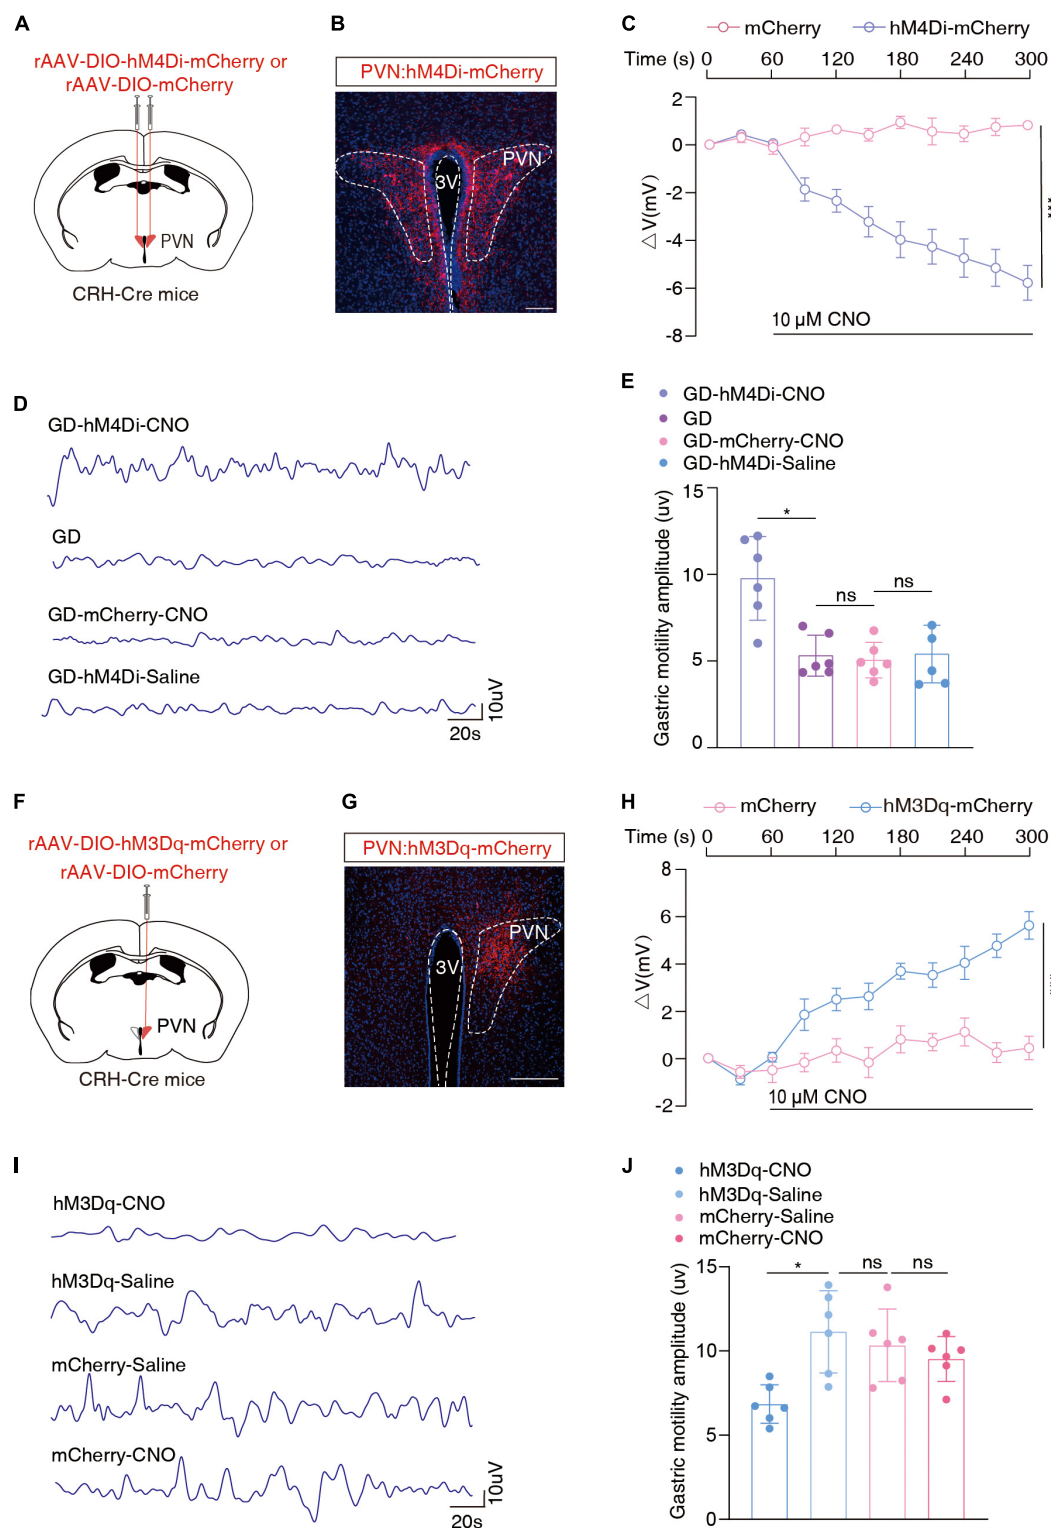 A
rAAV-DIO-hM4Di-mCherry or
rAAV-DIO-mCherry
PVN
CRH-Cre mice
B
PVN:hM4Di-mCherry
PVN
3V
C
mCherry
hM4Di-mCherry
Time (s)
0 60 120 180 240 300
2
0
-2
-4
-6
-8
△V(mV)
***
10 µM CNO
D
GD-hM4Di-CNO
GD
GD-mCherry-CNO
GD-hM4Di-Saline
10uV
20s
E
GD-hM4Di-CNO
GD
GD-mCherry-CNO
GD-hM4Di-Saline
Gastric motility amplitude (uv)
15
10
5
0
*
ns
ns
F
rAAV-DIO-hM3Dq-mCherry or
rAAV-DIO-mCherry
PVN
CRH-Cre mice
G
PVN:hM3Dq-mCherry
PVN
3V
H
mCherry
hM3Dq-mCherry
Time (s)
0 60 120 180 240 300
8
6
4
2
0
-2
△V(mV)
10 µM CNO
I
hM3Dq-CNO
hM3Dq-Saline
mCherry-Saline
mCherry-CNO
10uV
20s
J
hM3Dq-CNO
hM3Dq-Saline
mCherry-Saline
mCherry-CNO
Gastric motility amplitude (uv)
15
10
5
0
*
ns
ns